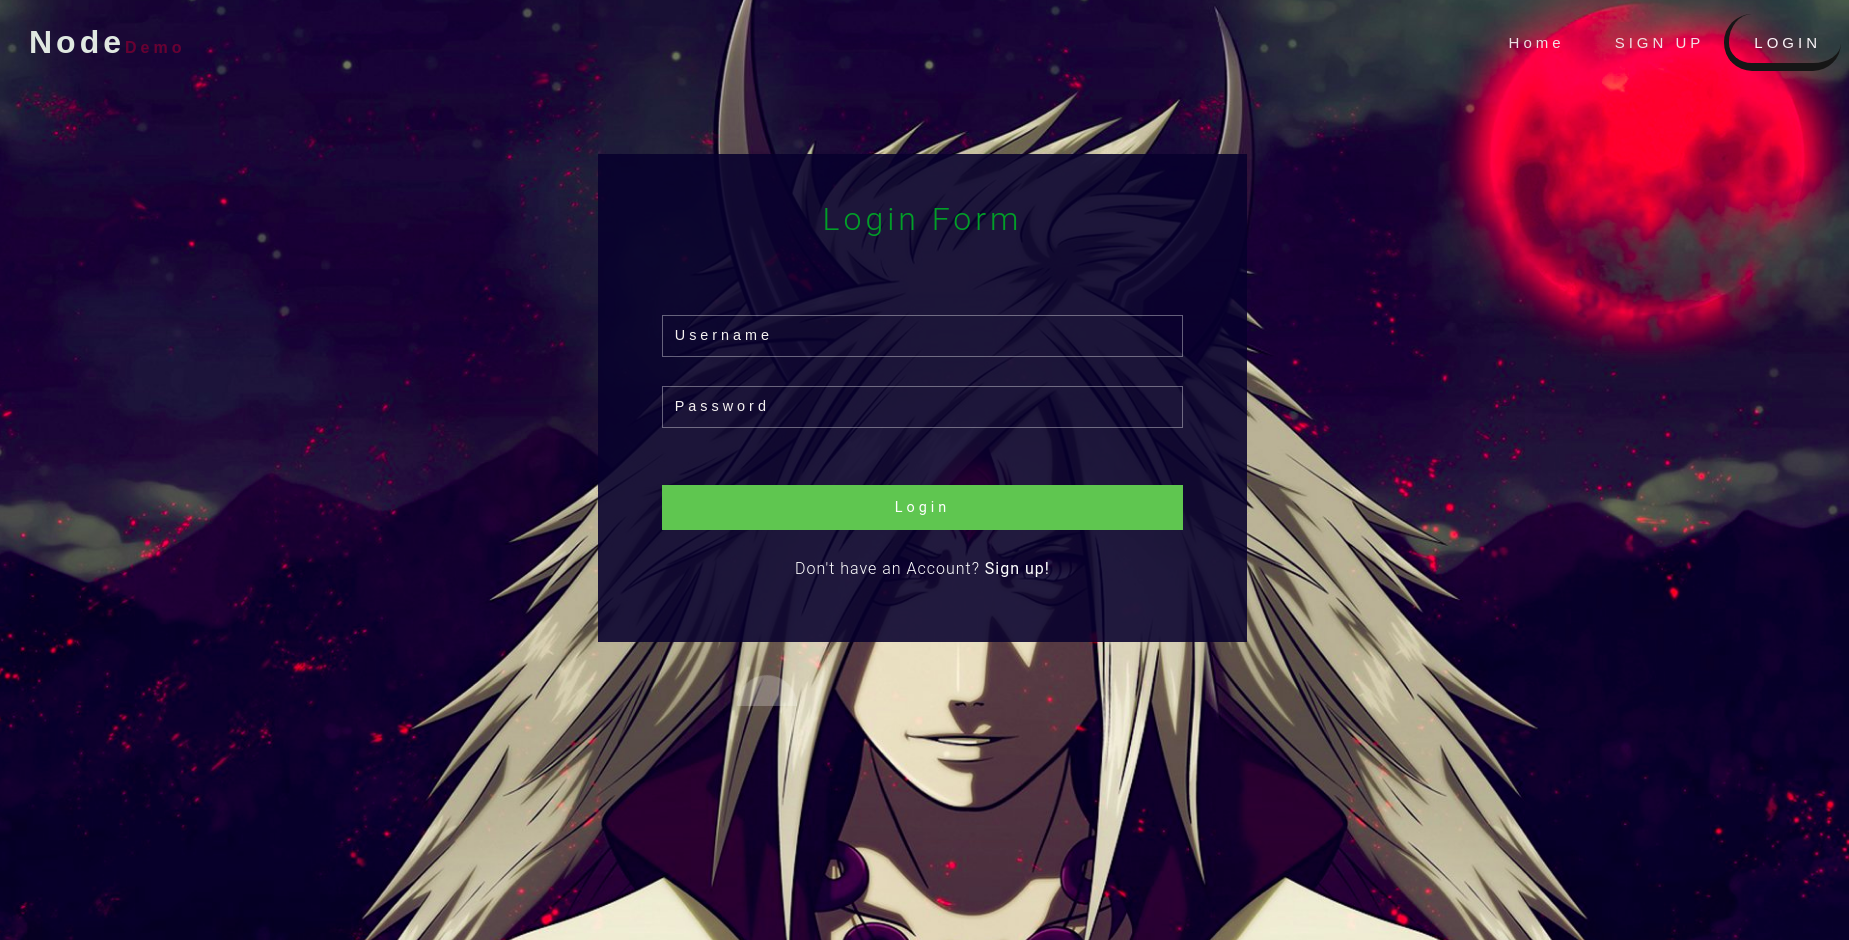 NodeDemo
Home SIGN UP LOGIN
Login Form
Username
Password
Login
Don't have an Account? Sign up!